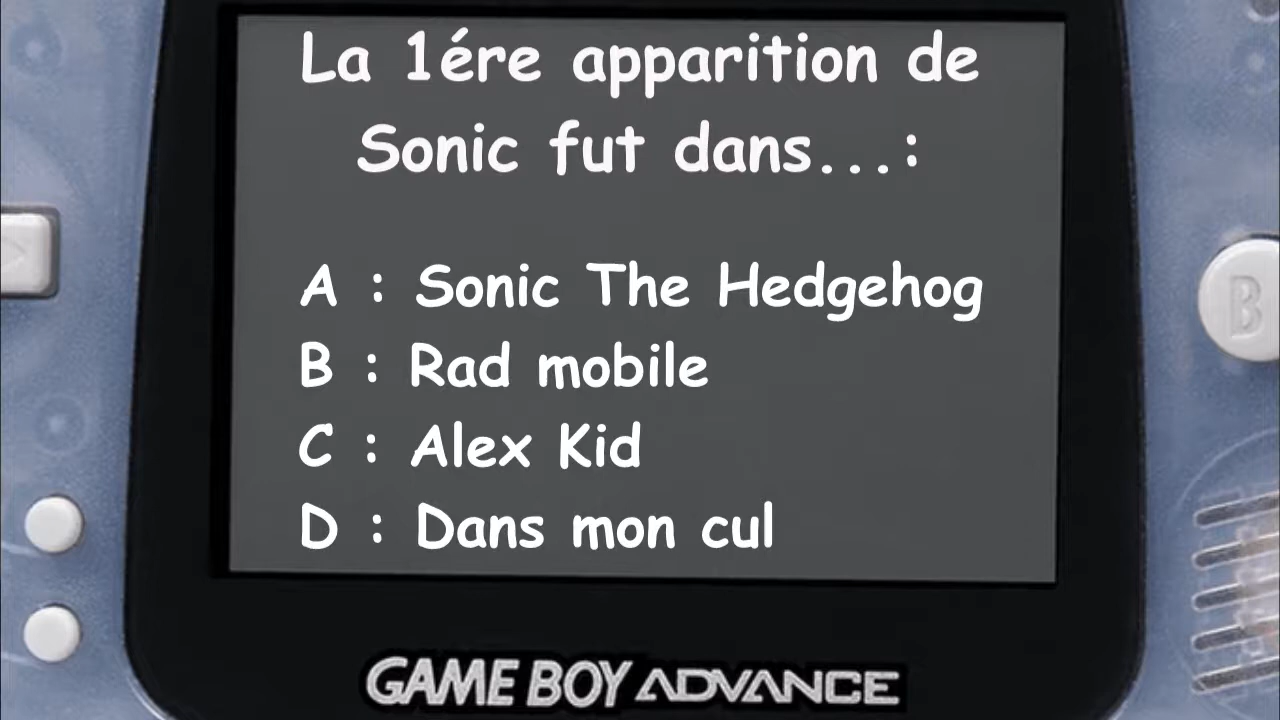 La 1ére apparition de
Sonic fut dans...:
A : Sonic The Hedgehog
B : Rad mobile
C : Alex Kid
D : Dans mon cul
B
GAME BOY ADVANCE